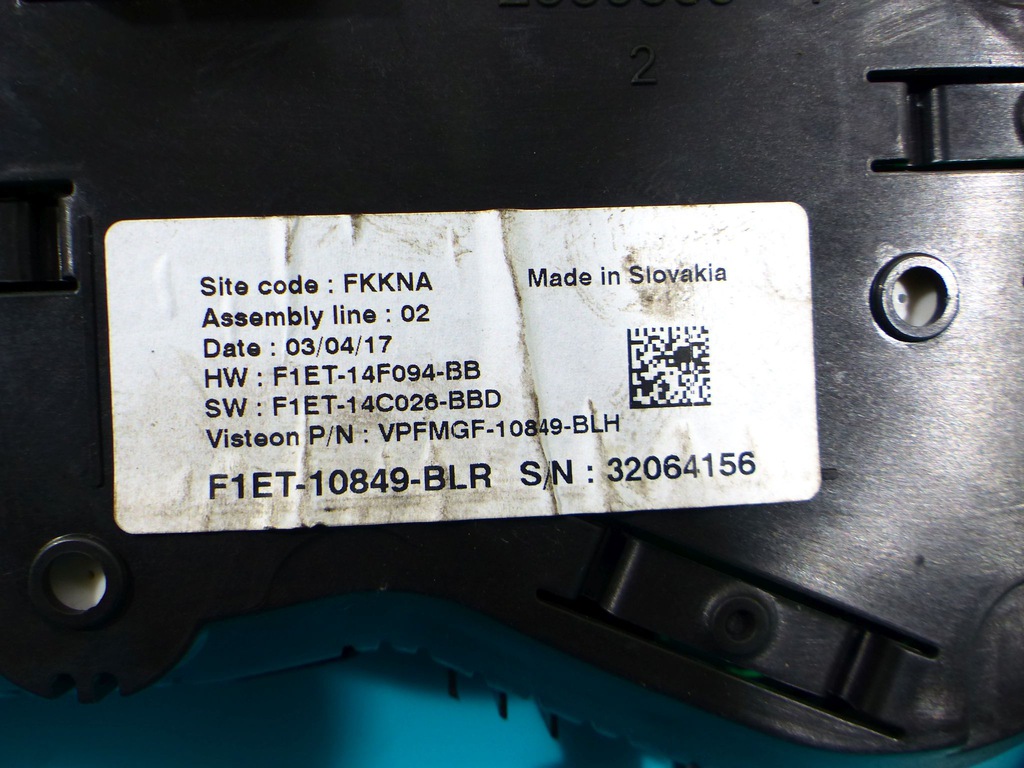 2
Site code : FKKNA
Made in Slovakia
Assembly line : 02
Date : 03/04/17
HW : F1ET-14F094-BB
SW : F1ET-14C026-BBD
Visteon P/N : VPFMGF-10849-BLH
F1ET-10849-BLR S/N : 32064156